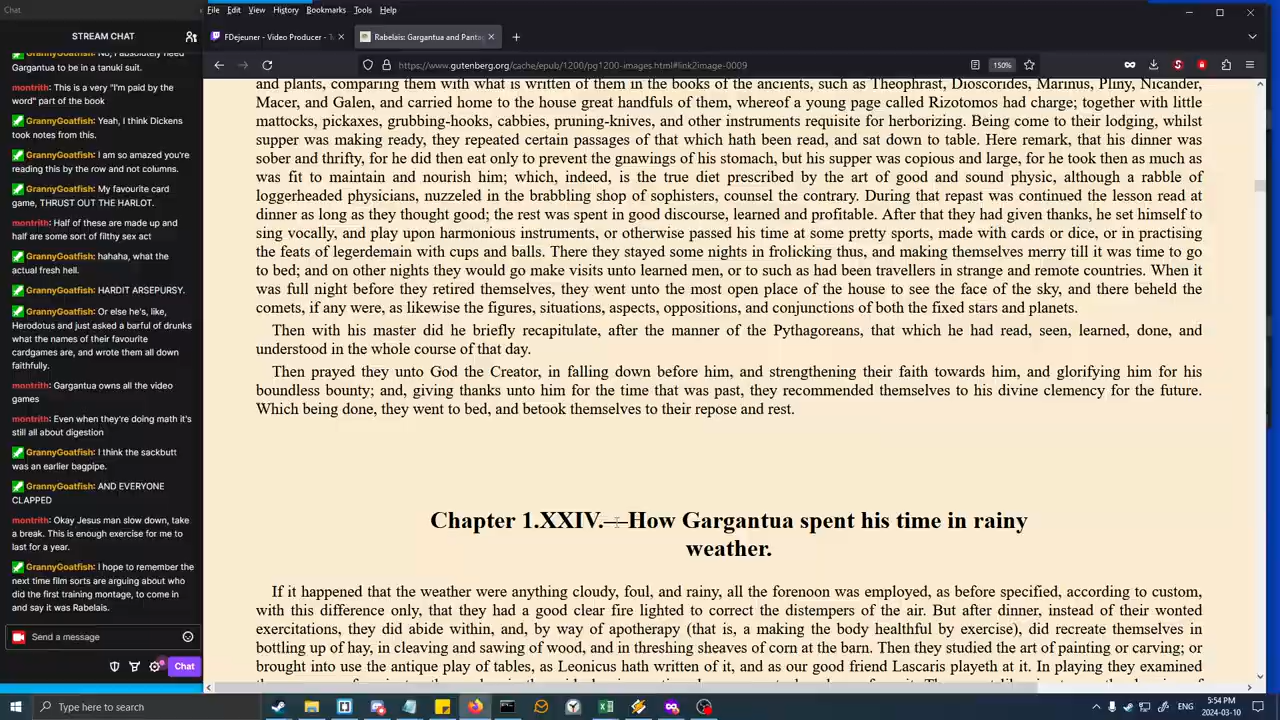 Chat.
STREAM CHAT
GrannyGoatfish: No, I absolutely need
Gargantua to be in a tanuki suit.
montrith: This is a very "I'm paid by the
word" part of the book
GrannyGoatfish: Yeah, I think Dickens
took notes from this.
GrannyGoatfish: I am so amazed you're
reading this by the row and not columns.
GrannyGoatfish: My favourite card
game, THRUST OUT THE HARLOT.
montrith: Half of these are made up and
half are some sort of filthy sex act
GrannyGoatfish: hahaha, what the
actual fresh hell.
GrannyGoatfish: HARDIT ARSEPURSY.
GrannyGoatfish: Or else he's, like,
Herodotus and just asked a barful of drunks
what the names of their favourite
cardgames are, and wrote them all down
faithfully.
montrith: Gargantua owns all the video
games
montrith: Even when they're doing math it's
still all about digestion
GrannyGoatfish: I think the sackbutt
was an earlier bagpipe.
GrannyGoatfish: AND EVERYONE
CLAPPED
montrith: Okay Jesus man slow down, take
a break. This is enough exercise for me to
last for a year.
GrannyGoatfish: I hope to remember the
next time film sorts are arguing about who
did the first training montage, to come in
and say it was Rabelais.
Send a message
Chat
File Edit View History Bookmarks Tools Help
FDejeuner - Video Producer - T
Rabelais: Gargantua and Panta
https://www.gutenberg.org/cache/epub/1200/pg1200-images.html#link2image-0009
150%
and plants, comparing them with what is written of them in the books of the ancients, such as Theophrast, Dioscorides, Marinus, Pliny, Nicander,
Macer, and Galen, and carried home to the house great handfuls of them, whereof a young page called Rizotomos had charge; together with little
mattocks, pickaxes, grubbing-hooks, cabbies, pruning-knives, and other instruments requisite for herborizing. Being come to their lodging, whilst
supper was making ready, they repeated certain passages of that which hath been read, and sat down to table. Here remark, that his dinner was
sober and thrifty, for he did then eat only to prevent the gnawings of his stomach, but his supper was copious and large, for he took then as much as
was fit to maintain and nourish him; which, indeed, is the true diet prescribed by the art of good and sound physic, although a rabble of
loggerheaded physicians, nuzzeled in the brabbling shop of sophisters, counsel the contrary. During that repast was continued the lesson read at
dinner as long as they thought good; the rest was spent in good discourse, learned and profitable. After that they had given thanks, he set himself to
sing vocally, and play upon harmonious instruments, or otherwise passed his time at some pretty sports, made with cards or dice, or in practising
the feats of legerdemain with cups and balls. There they stayed some nights in frolicking thus, and making themselves merry till it was time to go
to bed; and on other nights they would go make visits unto learned men, or to such as had been travellers in strange and remote countries. When it
was full night before they retired themselves, they went unto the most open place of the house to see the face of the sky, and there beheld the
comets, if any were, as likewise the figures, situations, aspects, oppositions, and conjunctions of both the fixed stars and planets.
Then with his master did he briefly recapitulate, after the manner of the Pythagoreans, that which he had read, seen, learned, done, and
understood in the whole course of that day.
Then prayed they unto God the Creator, in falling down before him, and strengthening their faith towards him, and glorifying him for his
boundless bounty; and, giving thanks unto him for the time that was past, they recommended themselves to his divine clemency for the future.
Which being done, they went to bed, and betook themselves to their repose and rest.
Chapter 1.XXIV.—How Gargantua spent his time in rainy
weather.
If it happened that the weather were anything cloudy, foul, and rainy, all the forenoon was employed, as before specified, according to custom,
with this difference only, that they had a good clear fire lighted to correct the distempers of the air. But after dinner, instead of their wonted
exercitations, they did abide within, and, by way of apotherapy (that is, a making the body healthful by exercise), did recreate themselves in
bottling up of hay, in cleaving and sawing of wood, and in threshing sheaves of corn at the barn. Then they studied the art of painting or carving; or
brought into use the antique play of tables, as Leonicus hath written of it, and as our good friend Lascaris playeth at it. In playing they examined
Type here to search
ENG
5:54 PM
2024-03-10